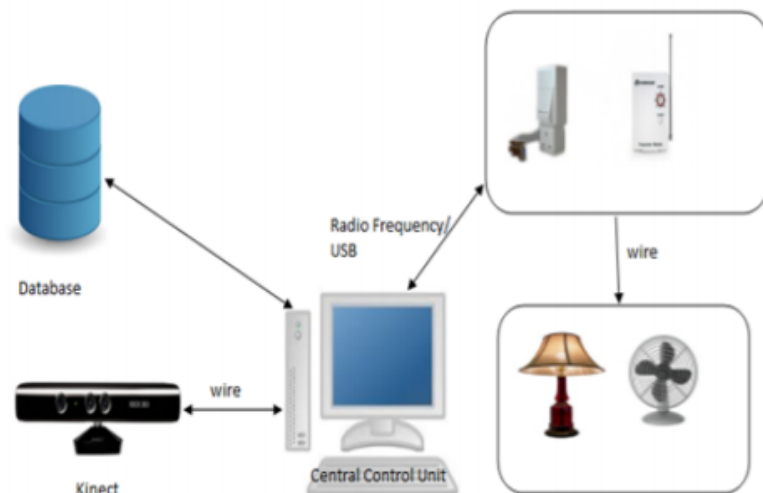 Radio Frequency/
USB
wire
Database
wire
Central Control Unit
Kinect